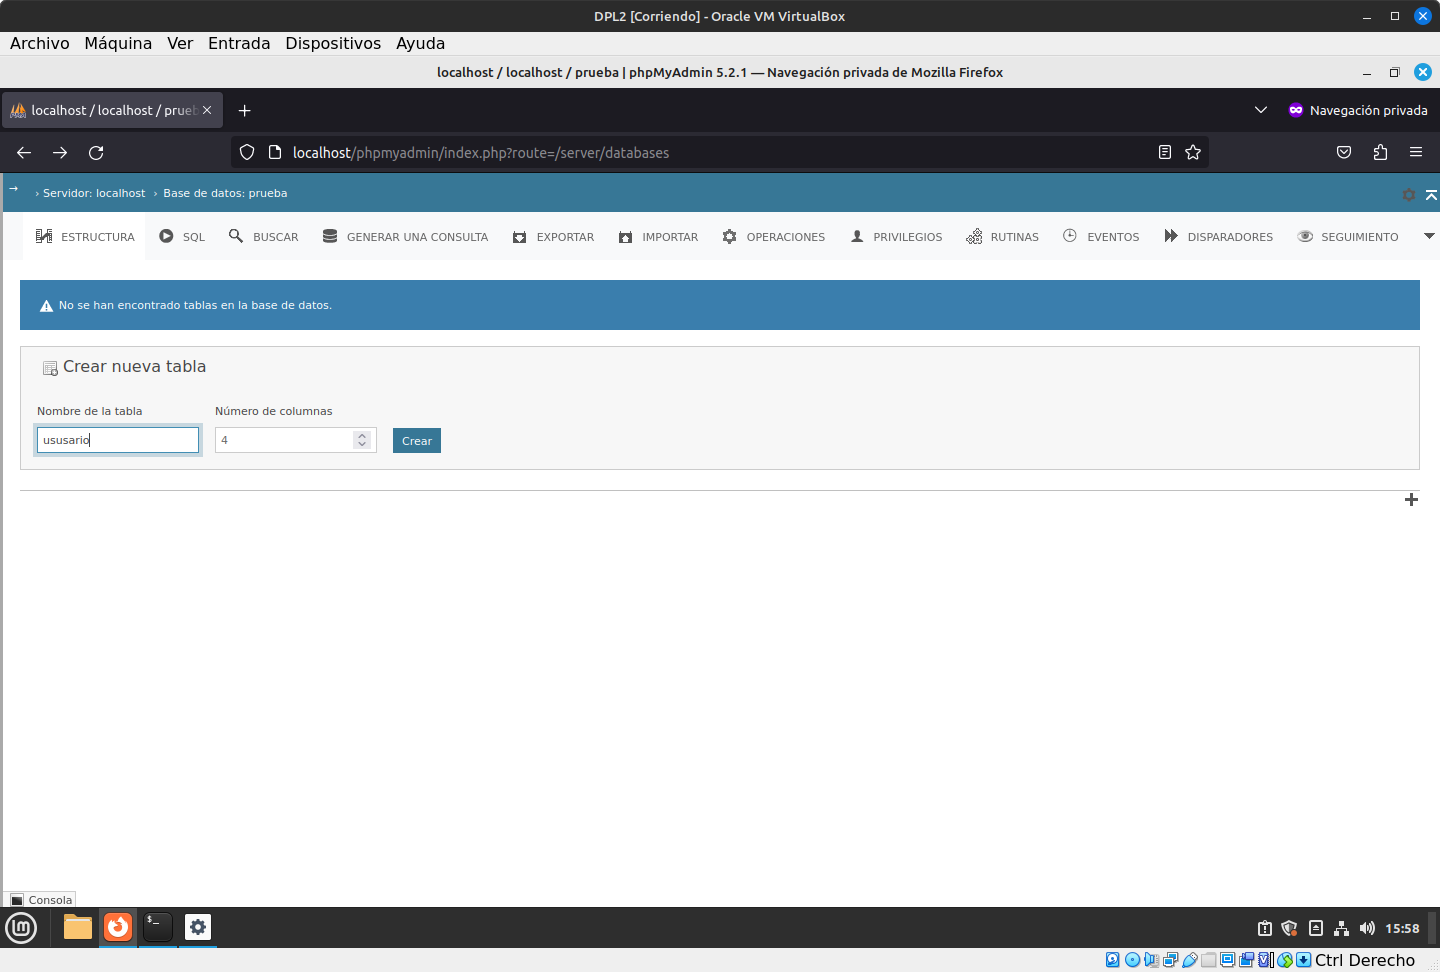 DPL2 [Corriendo] - Oracle VM VirtualBox
Archivo Máquina Ver Entrada Dispositivos Ayuda
localhost / localhost / prueba | phpMyAdmin 5.2.1 — Navegación privada de Mozilla Firefox
localhost / localhost / prueb
Navegación privada
localhost/phpmyadmin/index.php?route=/server/databases
→ › Servidor: localhost › Base de datos: prueba
ESTRUCTURA SQL BUSCAR GENERAR UNA CONSULTA EXPORTAR IMPORTAR OPERACIONES PRIVILEGIOS RUTINAS EVENTOS DISPARADORES SEGUIMIENTO
No se han encontrado tablas en la base de datos.
Crear nueva tabla
Nombre de la tabla Número de columnas
ususario 4 Crear
Consola
15:58
Ctrl Derecho